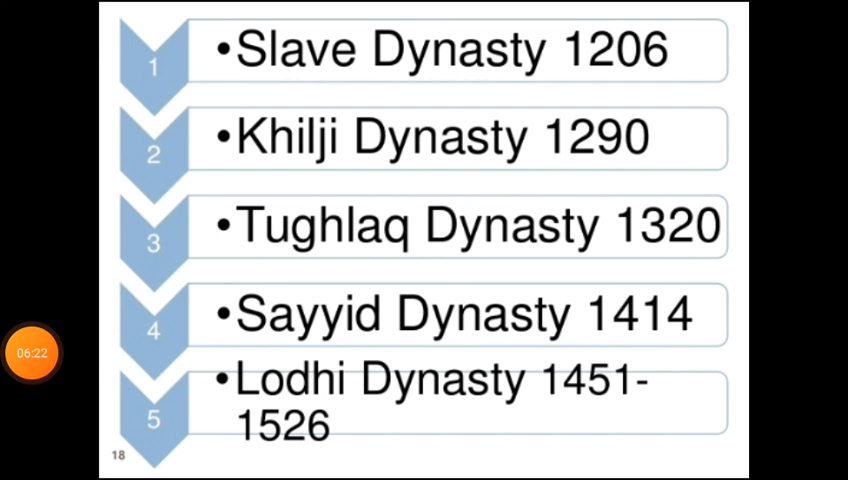 1
•Slave Dynasty 1206
2
•Khilji Dynasty 1290
3
•Tughlaq Dynasty 1320
4
•Sayyid Dynasty 1414
5
•Lodhi Dynasty 1451-
1526
06:22
18